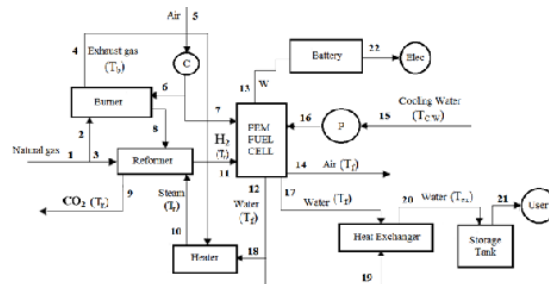 Air 5
4 Exhaust gas
(Tb)
C
Battery 22 Elec
13 W
6
Burner
7
PEM
FUEL
CELL
16 P 15 Cooling Water
(TC.W)
2 8
Natural gas 1 3
Reformer
H2
(Tr)
11
14 Air (Tf)
9
CO2 (Tr)
Steam
(Tr)
10
12
Water
(Tf)
17
Water (Tf)
20 Water 21 User
Heat Exchanger
Storage
Tank
Heater 18
19